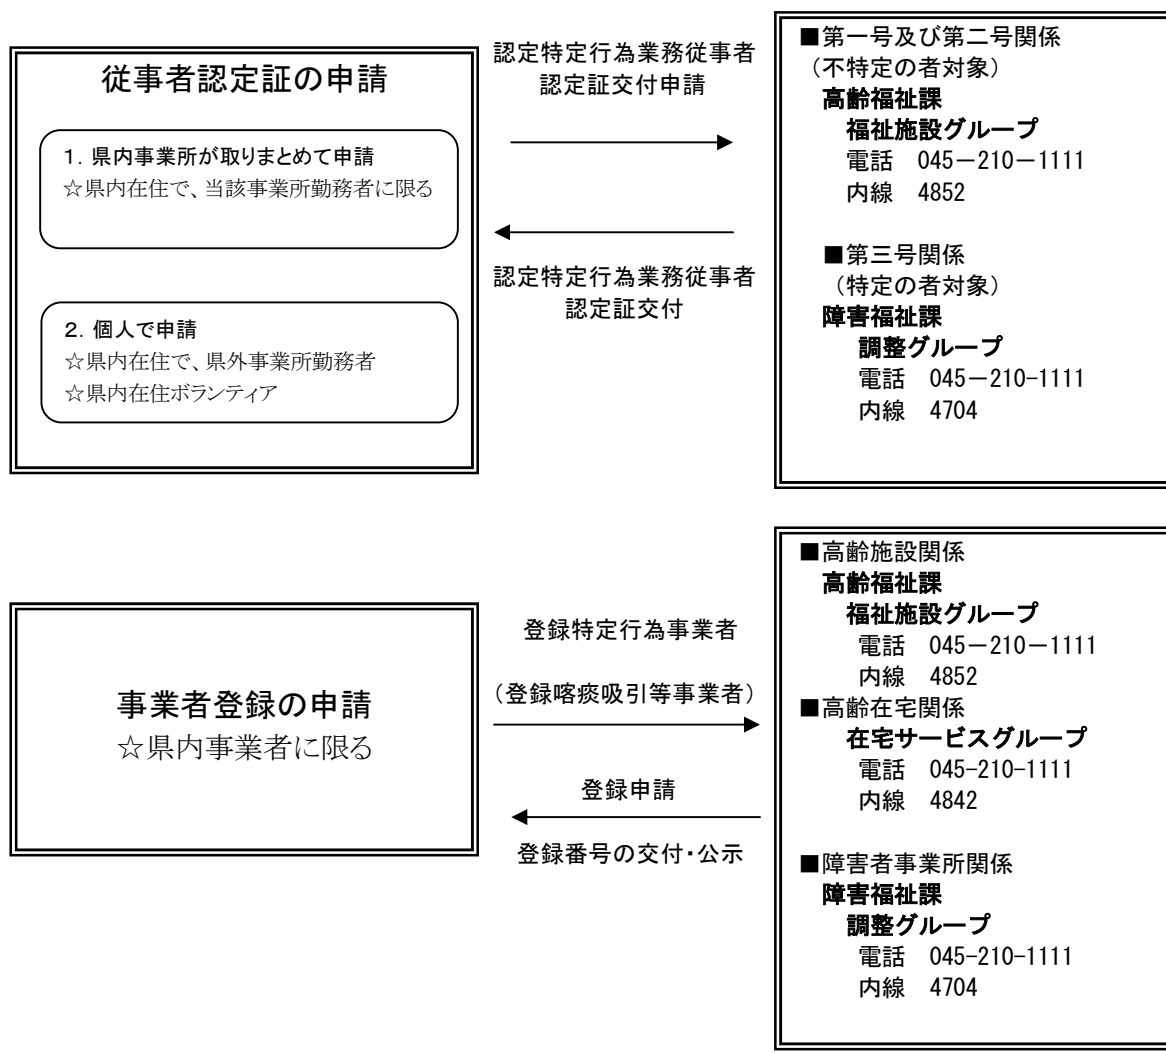 従事者認定証の申請
1．県内事業所が取りまとめて申請
☆県内在住で、当該事業所勤務者に限る
2．個人で申請
☆県内在住で、県外事業所勤務者
☆県内在住ボランティア
認定特定行為業務従事者
認定証交付申請
認定特定行為業務従事者
認定証交付
■第一号及び第二号関係
（不特定の者対象）
高齢福祉課
福祉施設グループ
電話　045－210－1111
内線　4852
■第三号関係
（特定の者対象）
障害福祉課
調整グループ
電話　045－210-1111
内線　4704
事業者登録の申請
☆県内事業者に限る
登録特定行為事業者
（登録喀痰吸引等事業者）
登録申請
登録番号の交付・公示
■高齢施設関係
高齢福祉課
福祉施設グループ
電話　045－210－1111
内線　4852
■高齢在宅関係
在宅サービスグループ
電話　045-210-1111
内線　4842
■障害者事業所関係
障害福祉課
調整グループ
電話　045-210-1111
内線　4704